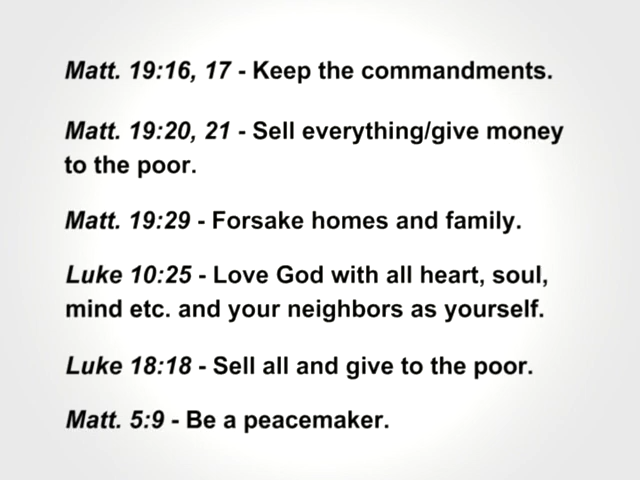 Matt. 19:16, 17 - Keep the commandments.
Matt. 19:20, 21 - Sell everything/give money
to the poor.
Matt. 19:29 - Forsake homes and family.
Luke 10:25 - Love God with all heart, soul,
mind etc. and your neighbors as yourself.
Luke 18:18 - Sell all and give to the poor.
Matt. 5:9 - Be a peacemaker.